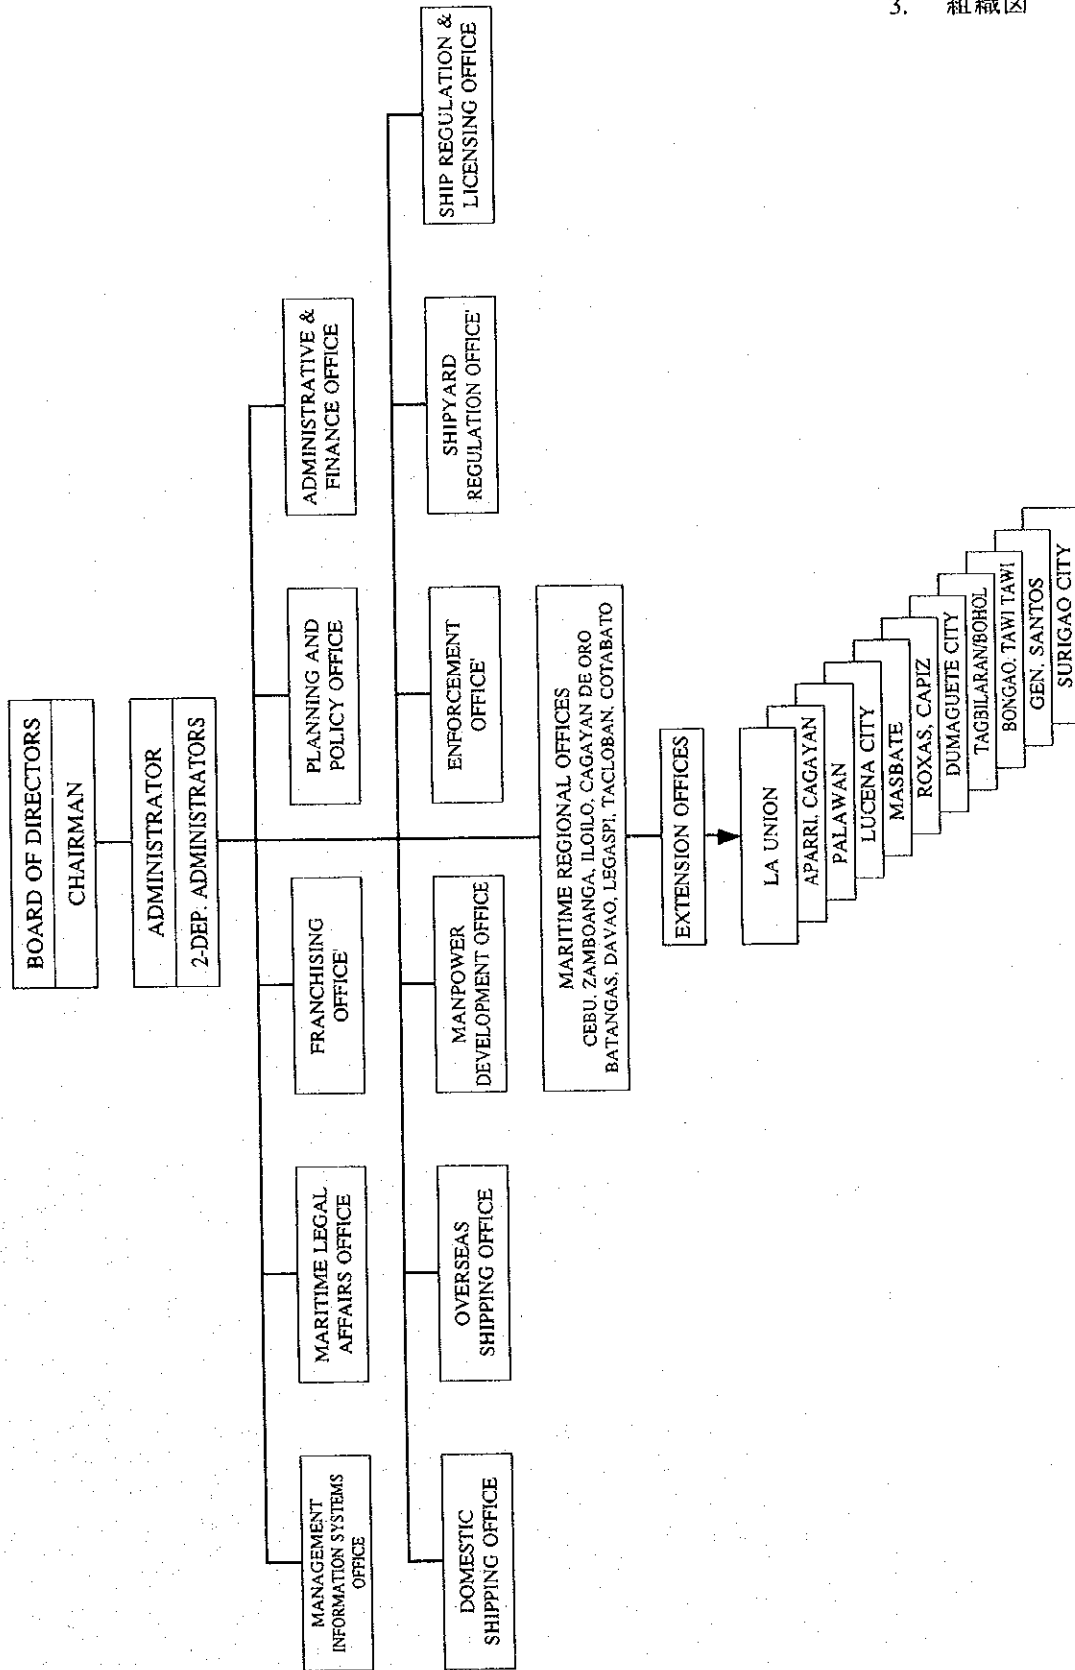 3. 組織図
BOARD OF DIRECTORS
CHAIRMAN
ADMINISTRATOR
2-DEP. ADMINISTRATORS
MANAGEMENT
INFORMATION SYSTEMS
OFFICE
MARITIME LEGAL
AFFAIRS OFFICE
FRANCHISING
OFFICE'
PLANNING AND
POLICY OFFICE
ADMINISTRATIVE &
FINANCE OFFICE
DOMESTIC
SHIPPING OFFICE
OVERSEAS
SHIPPING OFFICE
MANPOWER
DEVELOPMENT OFFICE
ENFORCEMENT
OFFICE'
SHIPYARD
REGULATION OFFICE'
SHIP REGULATION &
LICENSING OFFICE
MARITIME REGIONAL OFFICES
CEBU, ZAMBOANGA, ILOILO, CAGAYAN DE ORO
BATANGAS, DAVAO, LEGASPI, TACLOBAN, COTABATO
EXTENSION OFFICES
LA UNION
APARRI, CAGAYAN
PALAWAN
LUCENA CITY
MASBATE
ROXAS, CAPIZ
DUMAGUETE CITY
TAGBILARAN/BOHOL
BONGAO, TAWI TAWI
GEN. SANTOS
SURIGAO CITY